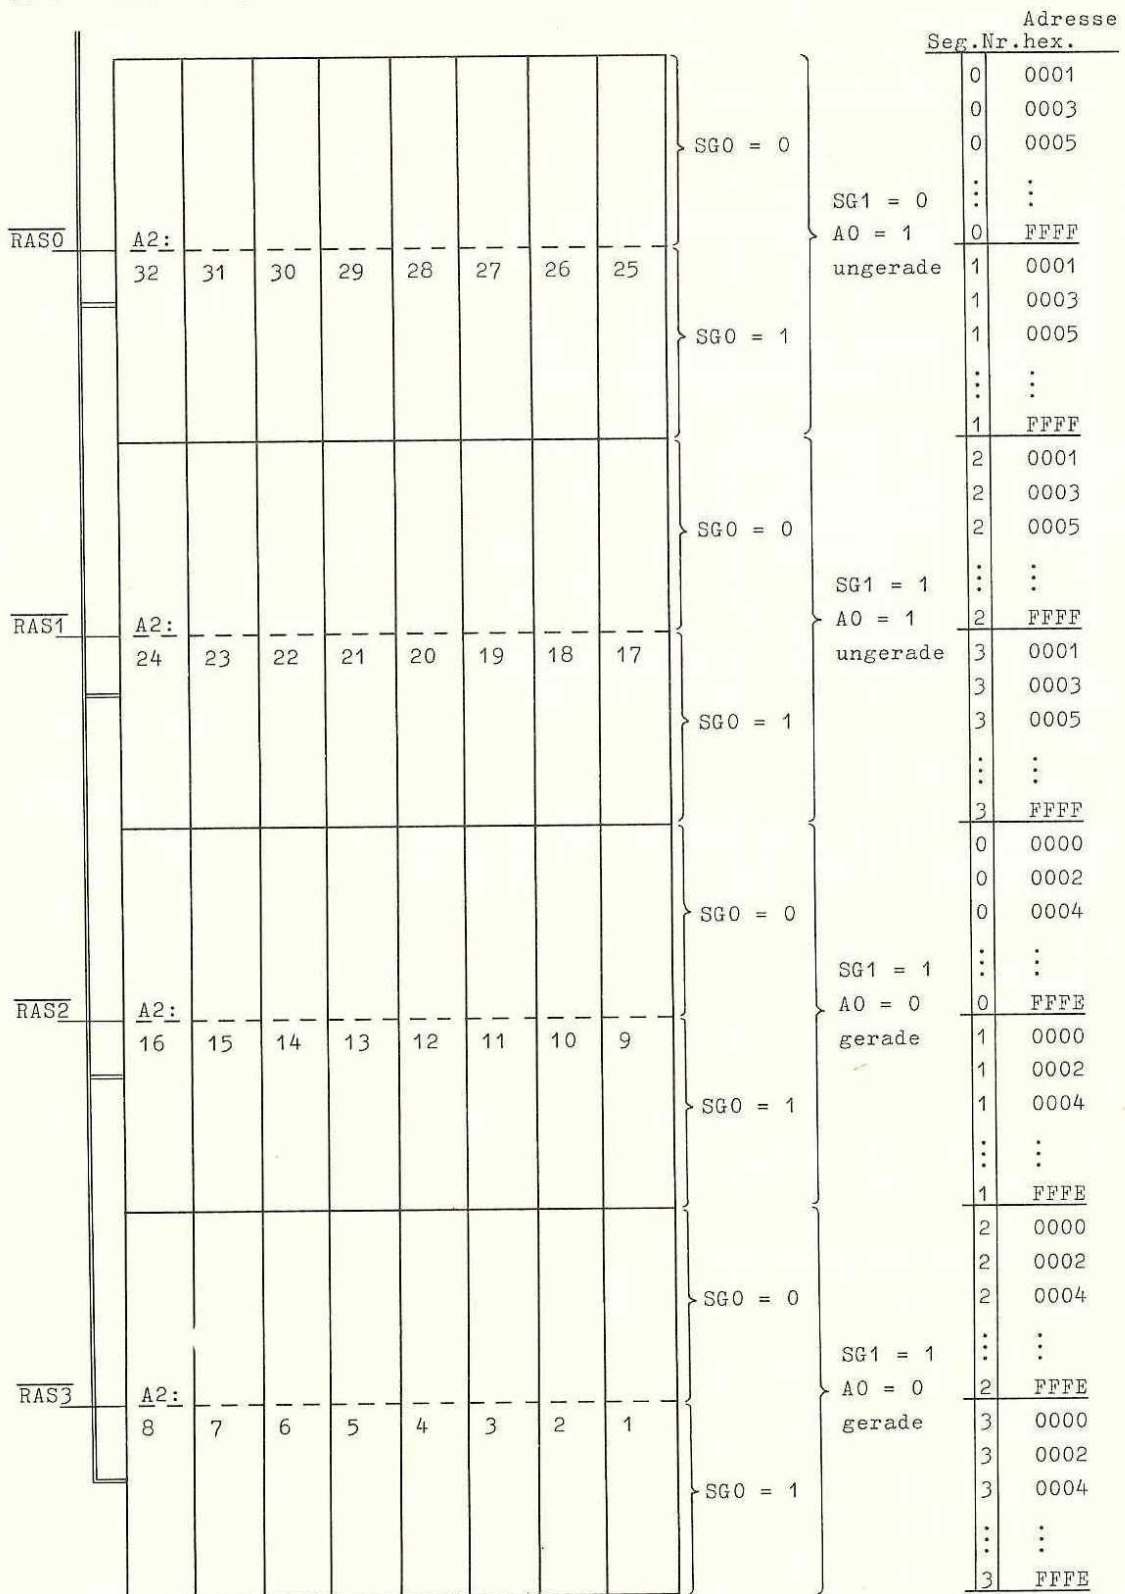 Adresse
Seg.Nr.hex.
0 0001
0 0003
SG0 = 0
0 0005
SG1 = 0
⋮ ⋮
RAS0 A2: A0 = 1 0 FFFF
32 31 30 29 28 27 26 25 ungerade 1 0001
1 0003
SG0 = 1 1 0005
⋮ ⋮
1 FFFF
2 0001
2 0003
SG0 = 0 2 0005
SG1 = 1 ⋮ ⋮
RAS1 A2: A0 = 1 2 FFFF
24 23 22 21 20 19 18 17 ungerade 3 0001
3 0003
SG0 = 1 3 0005
⋮ ⋮
3 FFFF
0 0000
0 0002
SG0 = 0 0 0004
SG1 = 1 ⋮ ⋮
RAS2 A2: A0 = 0 0 FFFE
16 15 14 13 12 11 10 9 gerade 1 0000
1 0002
SG0 = 1 1 0004
⋮ ⋮
1 FFFE
2 0000
2 0002
SG0 = 0 2 0004
SG1 = 1 ⋮ ⋮
RAS3 A2: A0 = 0 2 FFFE
8 7 6 5 4 3 2 1 gerade 3 0000
3 0002
SG0 = 1 3 0004
⋮ ⋮
3 FFFE